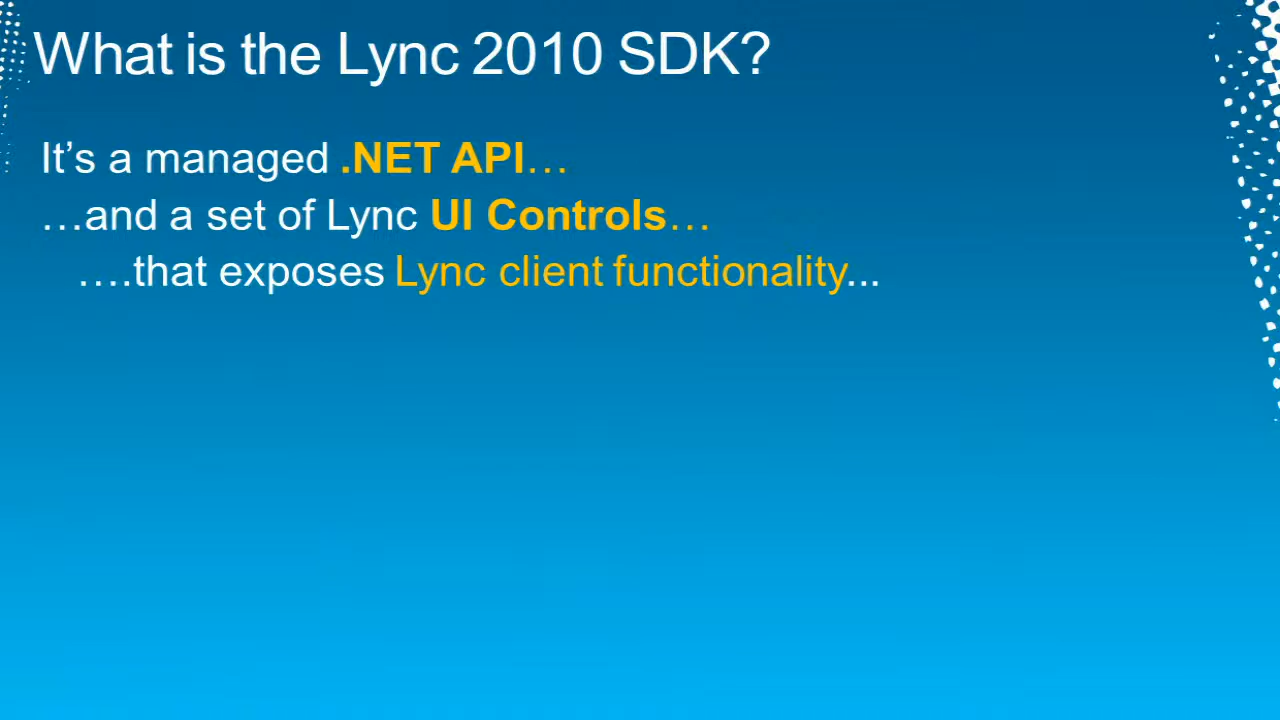 What is the Lync 2010 SDK?
It’s a managed .NET API…
…and a set of Lync UI Controls…
….that exposes Lync client functionality...